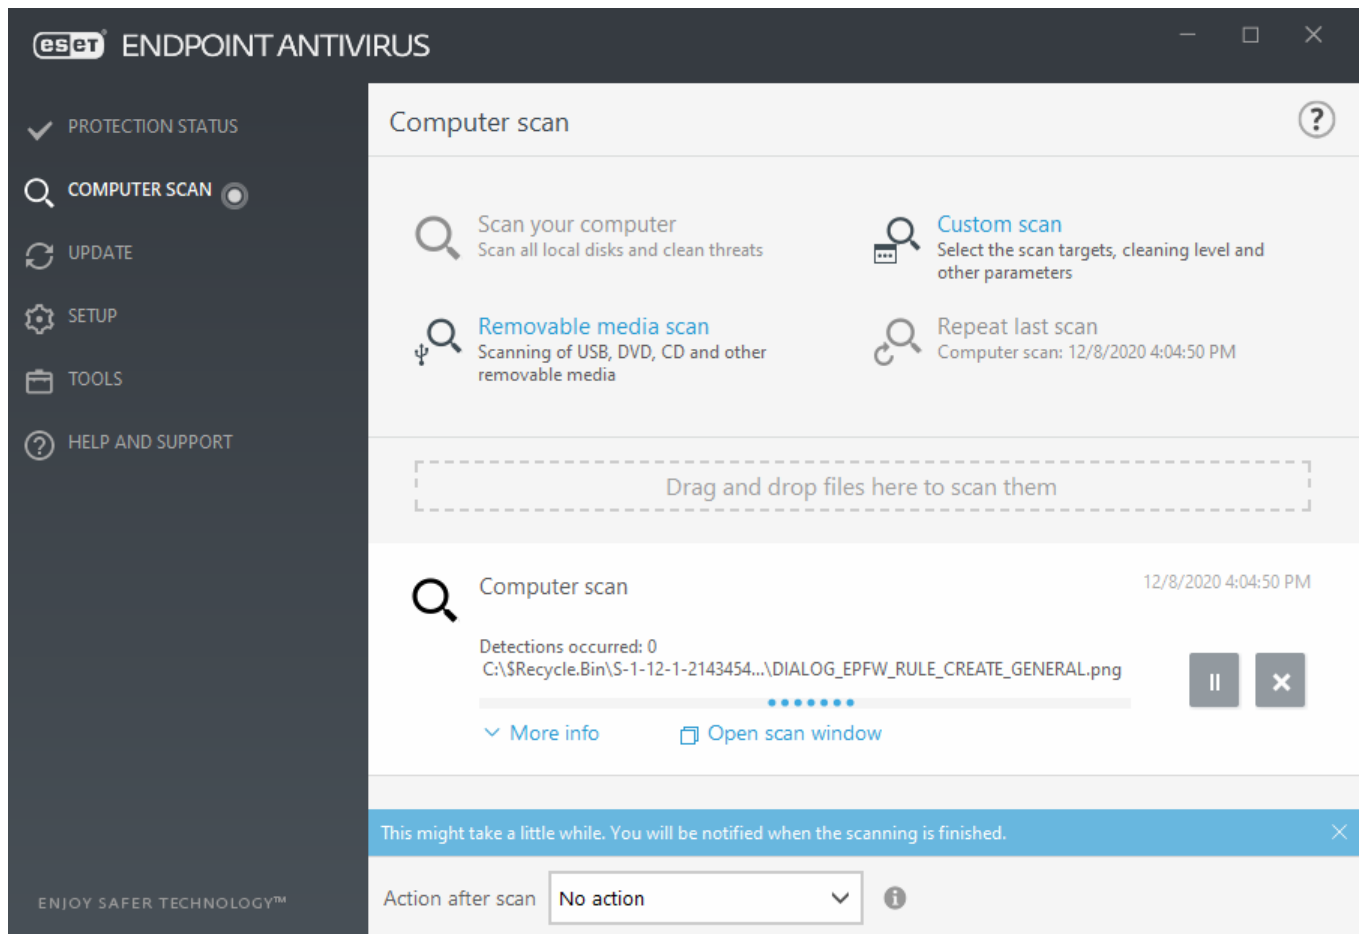 eset ENDPOINT ANTIVIRUS
PROTECTION STATUS
COMPUTER SCAN
UPDATE
SETUP
TOOLS
HELP AND SUPPORT
ENJOY SAFER TECHNOLOGY™
Computer scan
?
Scan your computer
Scan all local disks and clean threats
Custom scan
Select the scan targets, cleaning level and
other parameters
Removable media scan
Scanning of USB, DVD, CD and other
removable media
Repeat last scan
Computer scan: 12/8/2020 4:04:50 PM
Drag and drop files here to scan them
Computer scan
12/8/2020 4:04:50 PM
Detections occurred: 0
C:\$Recycle.Bin\S-1-12-1-2143454...\DIALOG_EPFW_RULE_CREATE_GENERAL.png
More info
Open scan window
This might take a little while. You will be notified when the scanning is finished.
Action after scan
No action